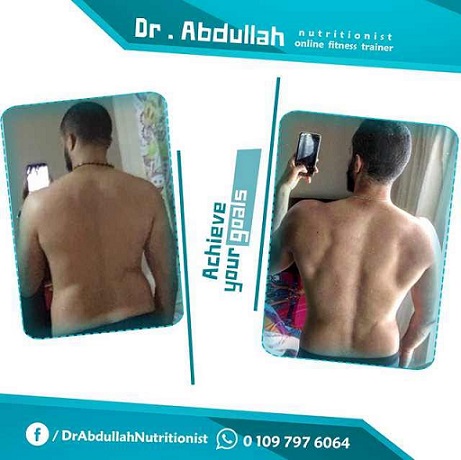 Dr . Abdullah
nutritionist
online fitness trainer
Achieve
your goals
/DrAbdullahNutritionist
0 109 797 6064